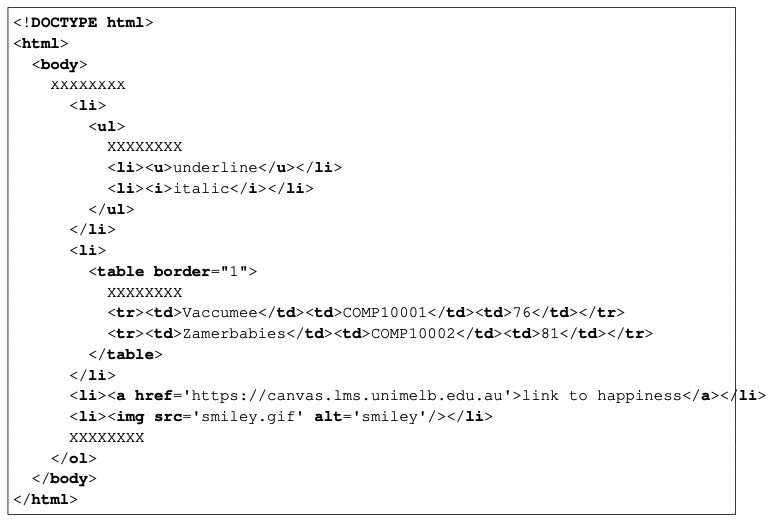 <!DOCTYPE html>
<html>
<body>
XXXXXXXX
<li>
<ul>
XXXXXXXX
<li><u>underline</u></li>
<li><i>italic</i></li>
</ul>
</li>
<li>
<table border="1">
XXXXXXXX
<tr><td>Vaccumee</td><td>COMP10001</td><td>76</td></tr>
<tr><td>Zamerbabies</td><td>COMP10002</td><td>81</td></tr>
</table>
</li>
<li><a href='https://canvas.lms.unimelb.edu.au'>link to happiness</a></li>
<li><img src='smiley.gif' alt='smiley'/></li>
XXXXXXXX
</ol>
</body>
</html>